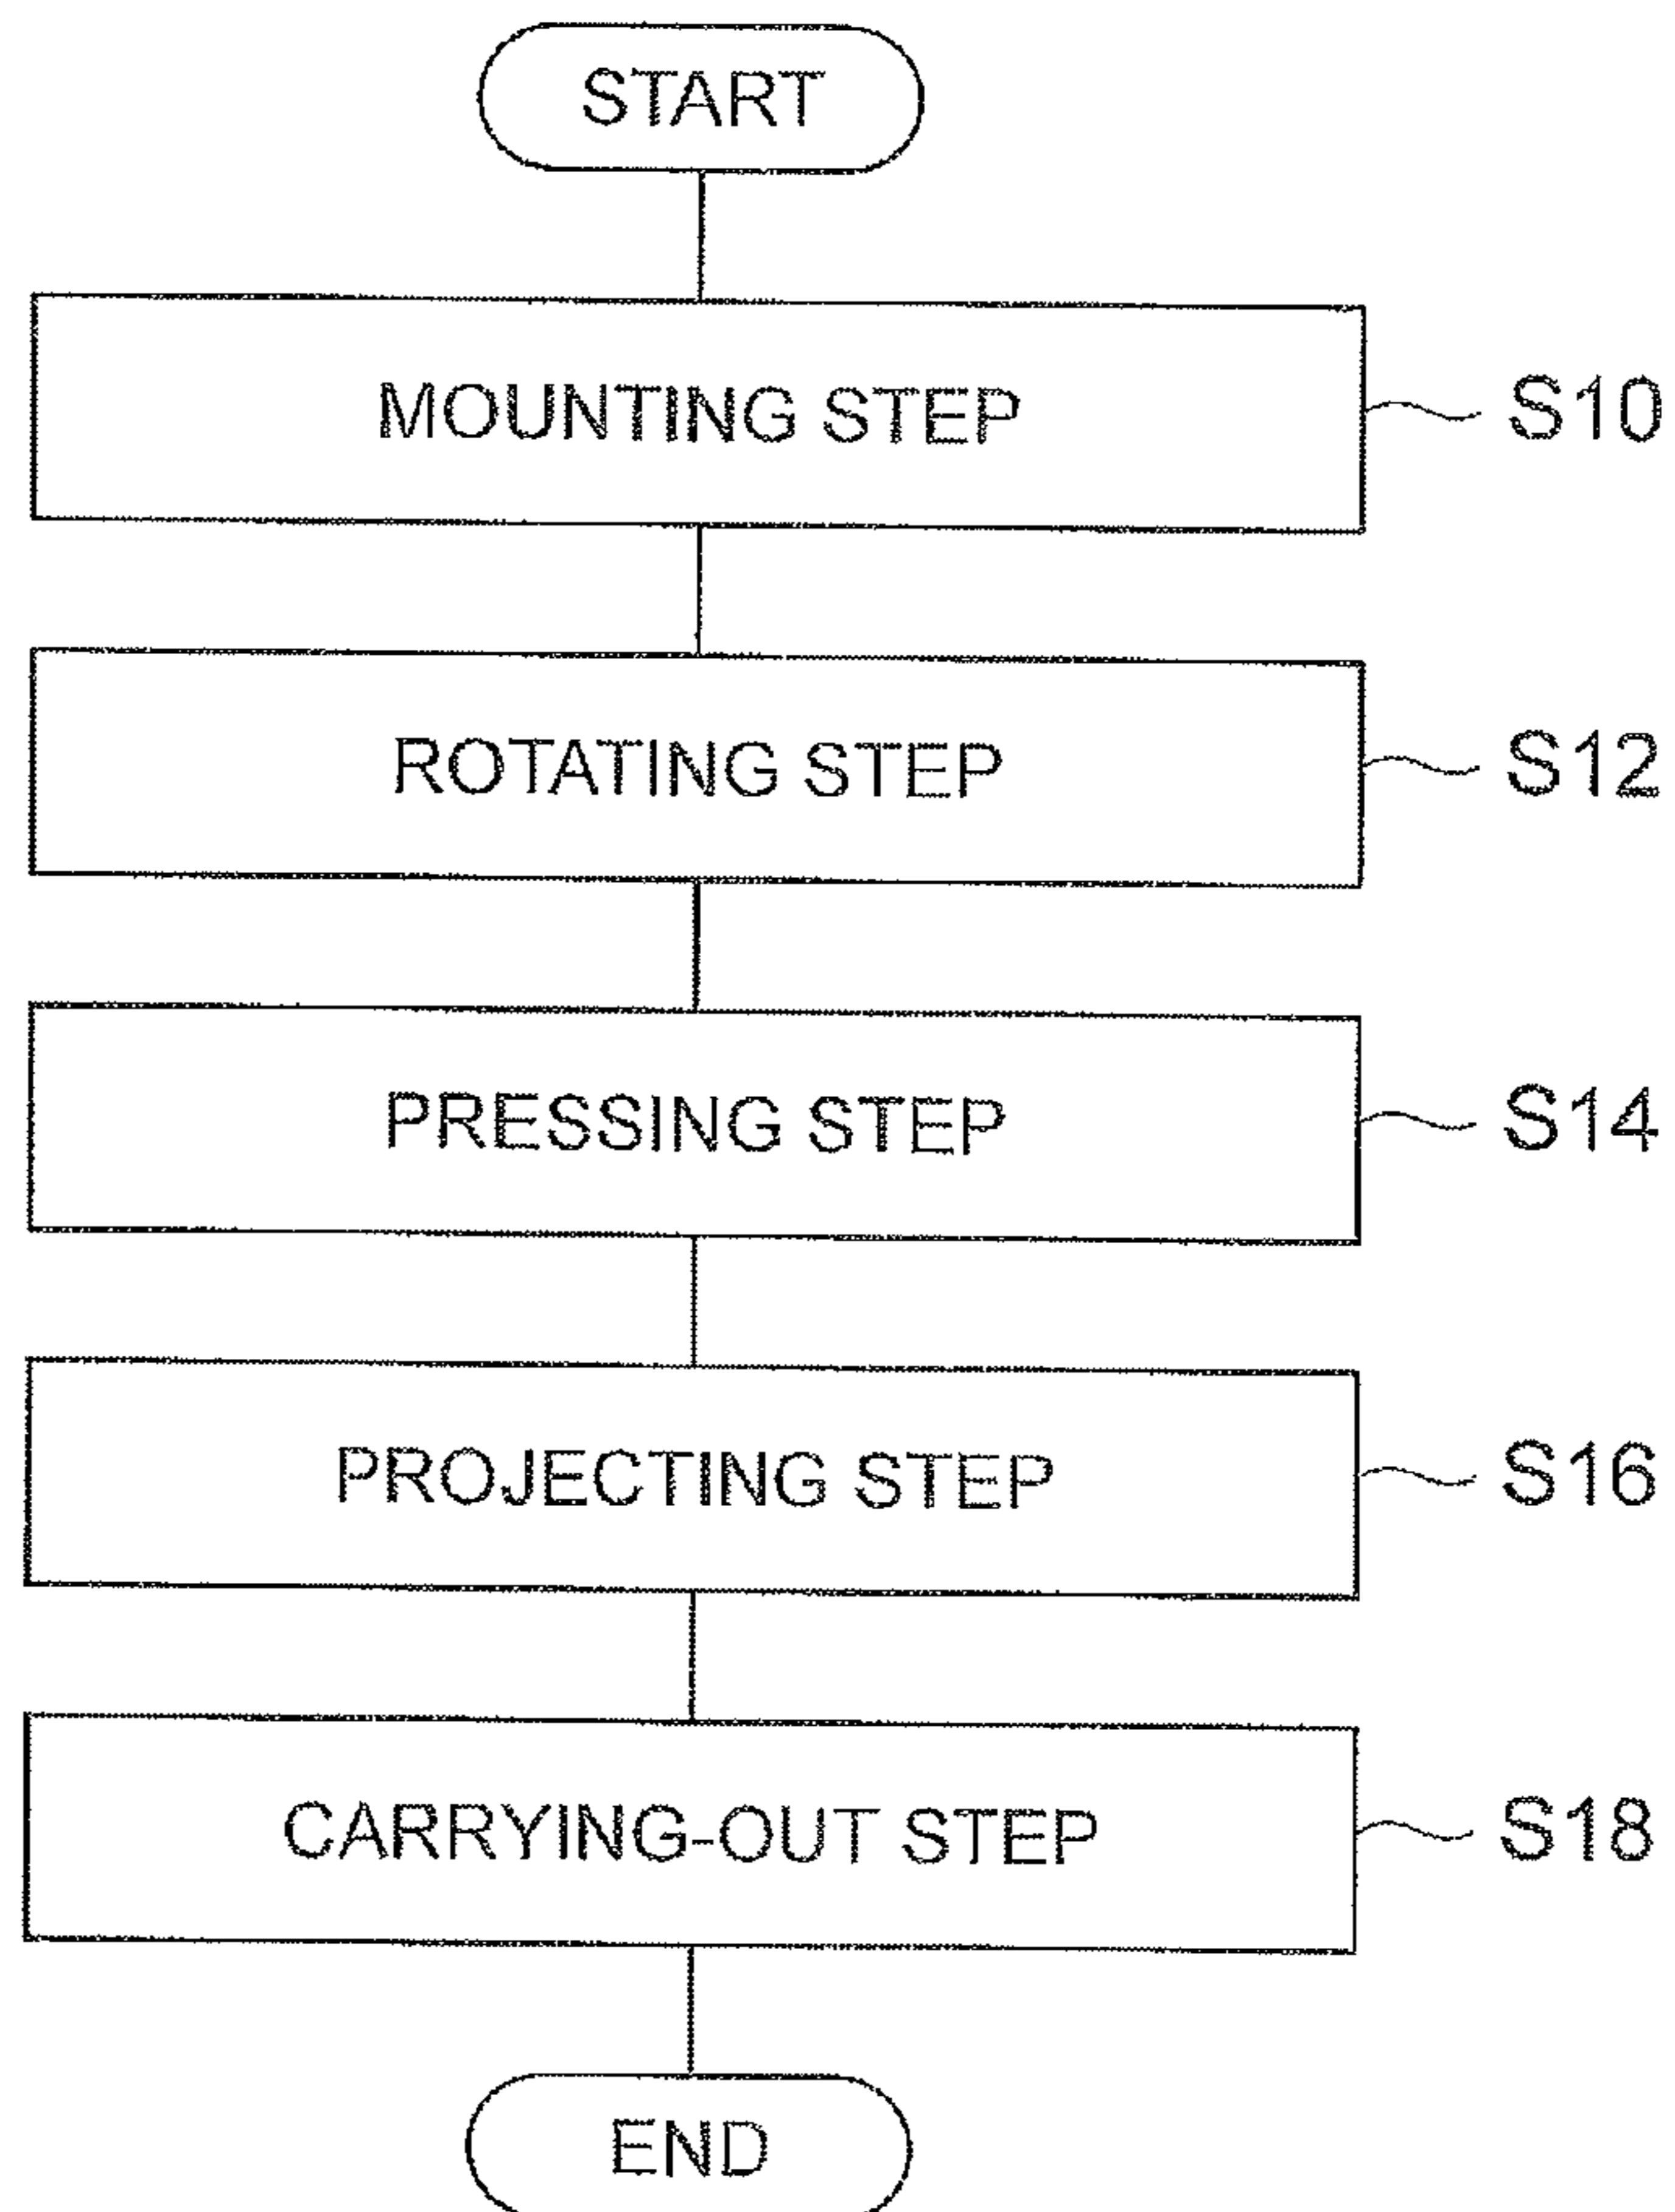 START
MOUNTING STEP S10
ROTATING STEP S12
PRESSING STEP S14
PROJECTING STEP S16
CARRYING-OUT STEP S18
END